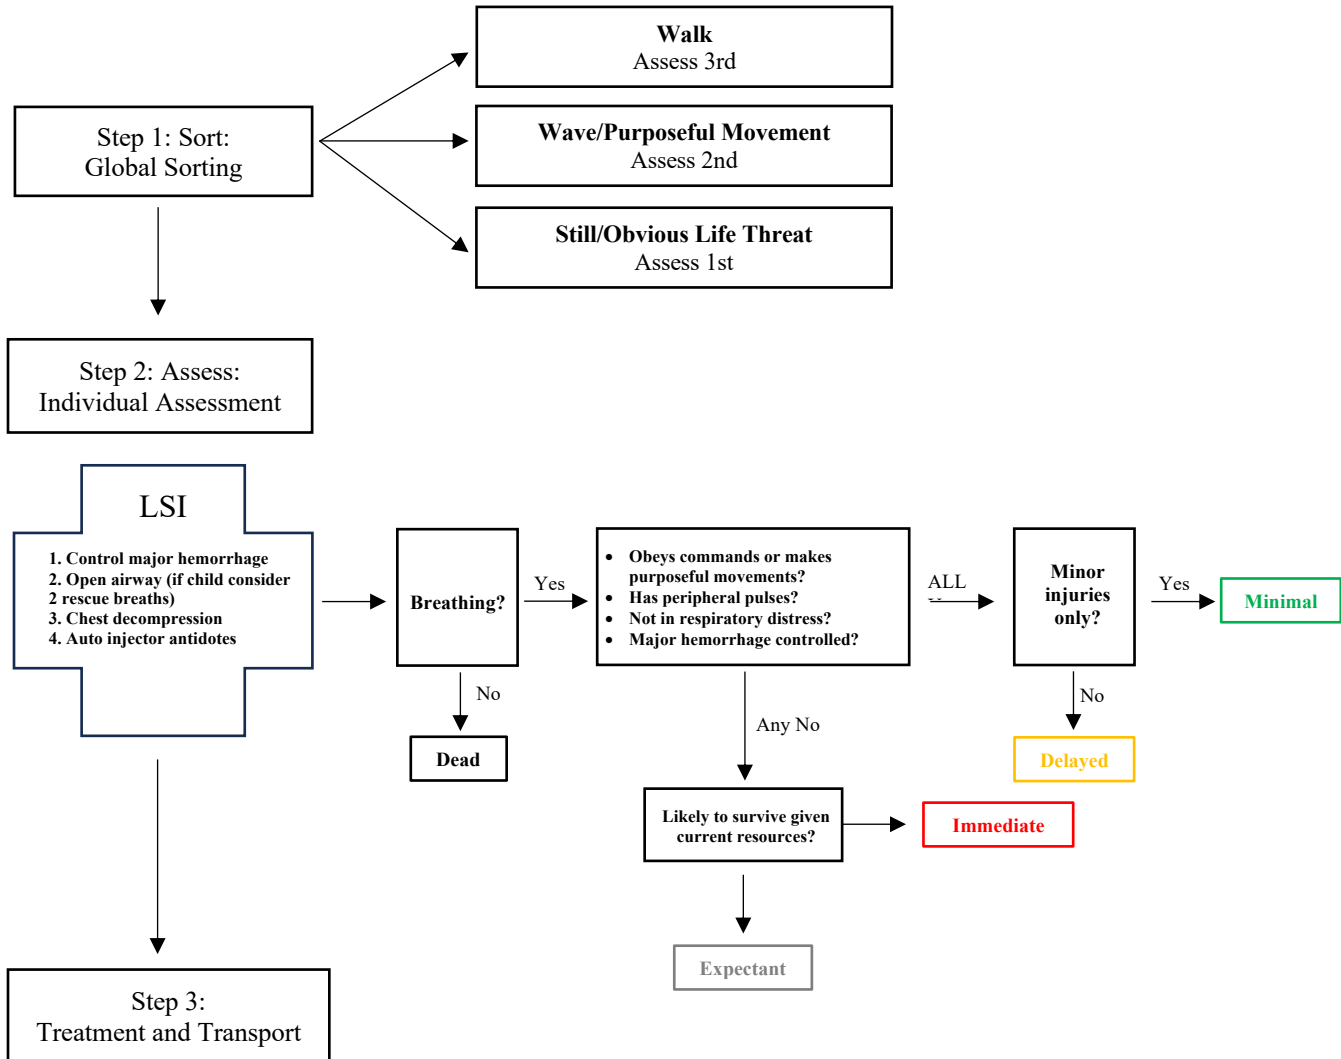 Walk
Assess 3rd
Step 1: Sort:
Global Sorting
Wave/Purposeful Movement
Assess 2nd
Still/Obvious Life Threat
Assess 1st
Step 2: Assess:
Individual Assessment
LSI
1. Control major hemorrhage
2. Open airway (if child consider
2 rescue breaths)
3. Chest decompression
4. Auto injector antidotes
Breathing?
Yes
No
Dead
• Obeys commands or makes
purposeful movements?
• Has peripheral pulses?
• Not in respiratory distress?
• Major hemorrhage controlled?
ALL
Any No
Minor
injuries
only?
Yes
Minimal
No
Delayed
Likely to survive given
current resources?
Immediate
Expectant
Step 3:
Treatment and Transport